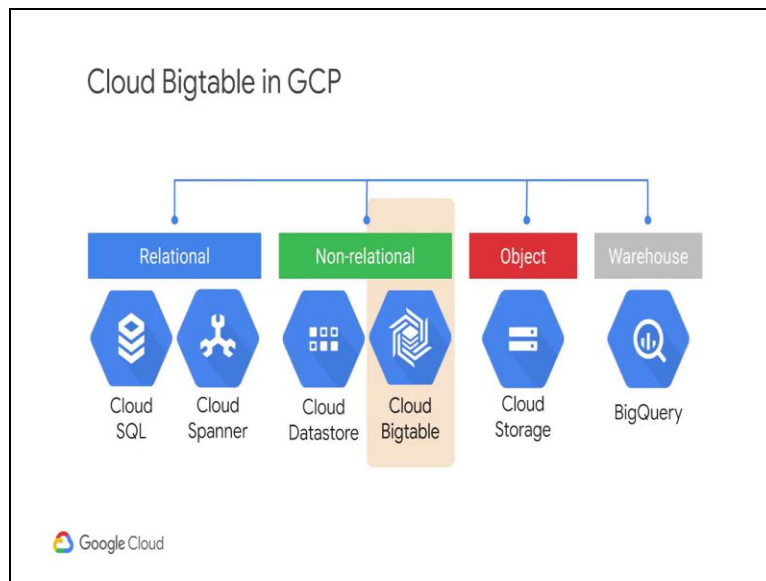 Cloud Bigtable in GCP
Relational
Non-relational
Object
Warehouse
Cloud
SQL
Cloud
Spanner
Cloud
Datastore
Cloud
Bigtable
Cloud
Storage
BigQuery
Google Cloud